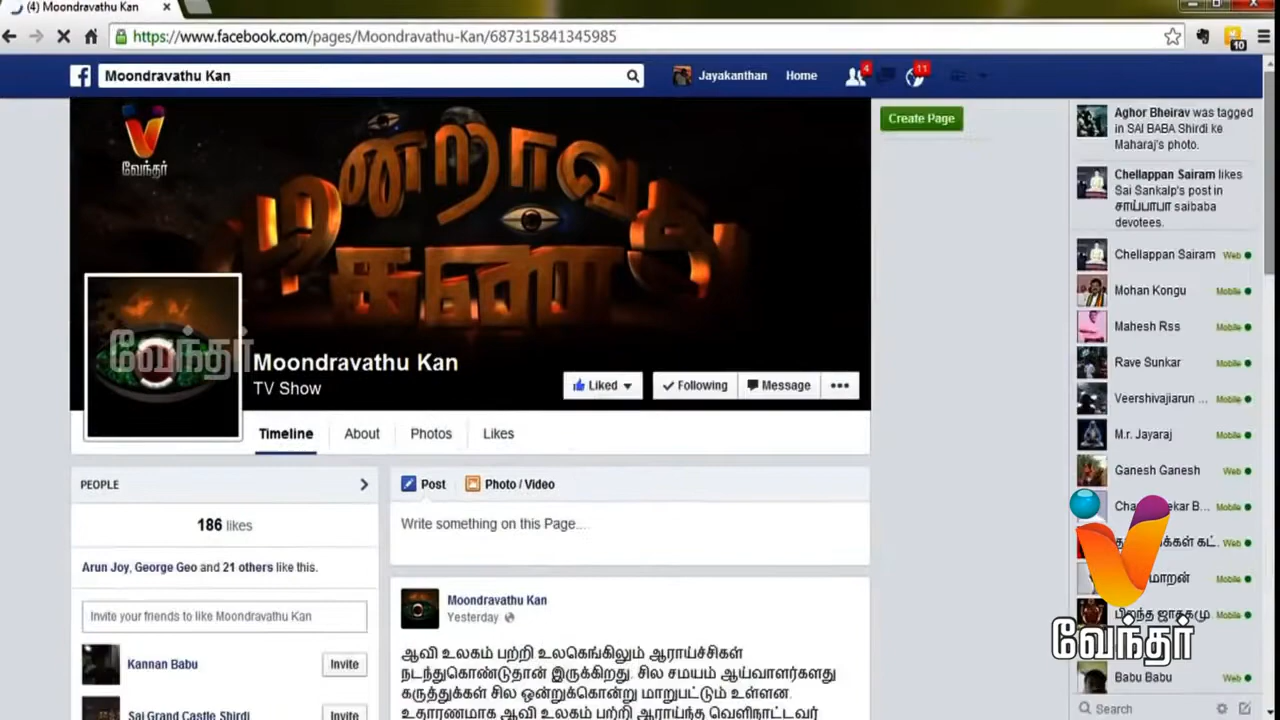 (4) Moondravathu Kan
https://www.facebook.com/pages/Moondravathu-Kan/687315841345985
10
Moondravathu Kan
Jayakanthan
Home
4
11
வேந்தர்
மூன்றாவது
கண்
Create Page
வேந்தர்
Moondravathu Kan
TV Show
Liked
Following
Message
Timeline
About
Photos
Likes
PEOPLE
186 likes
Arun Joy, George Geo and 21 others like this.
Invite your friends to like Moondravathu Kan
Kannan Babu
Invite
Sai Grand Castle Shirdi
Invite
Post
Photo / Video
Write something on this Page...
Moondravathu Kan
Yesterday
ஆவி உலகம் பற்றி உலகெங்கிலும் ஆராய்ச்சிகள்
நடந்துகொண்டுதான் இருக்கிறது. சில சமயம் ஆய்வாளர்களது
கருத்துக்கள் சில ஒன்றுக்கொன்று மாறுபட்டும் உள்ளன.
உதாரணமாக ஆவி உலகம் பற்றி ஆராய்ந்த வெளிநாட்டவர்
Aghor Bheirav was tagged
in SAI BABA Shirdi ke
Maharaj's photo.
Chellappan Sairam likes
Sai Sankalp's post in
சாய்பாபா saibaba
devotees.
Chellappan Sairam Web
Mohan Kongu Mobile
Mahesh Rss Mobile
Rave Sunkar Mobile
Veershivajiarun ... Mobile
M.r. Jayaraj Mobile
Ganesh Ganesh Web
Mobile
Web
Mobile
பிறந்த ஜாதகமு Mobile
வேந்தர்
Babu Babu Web
Search